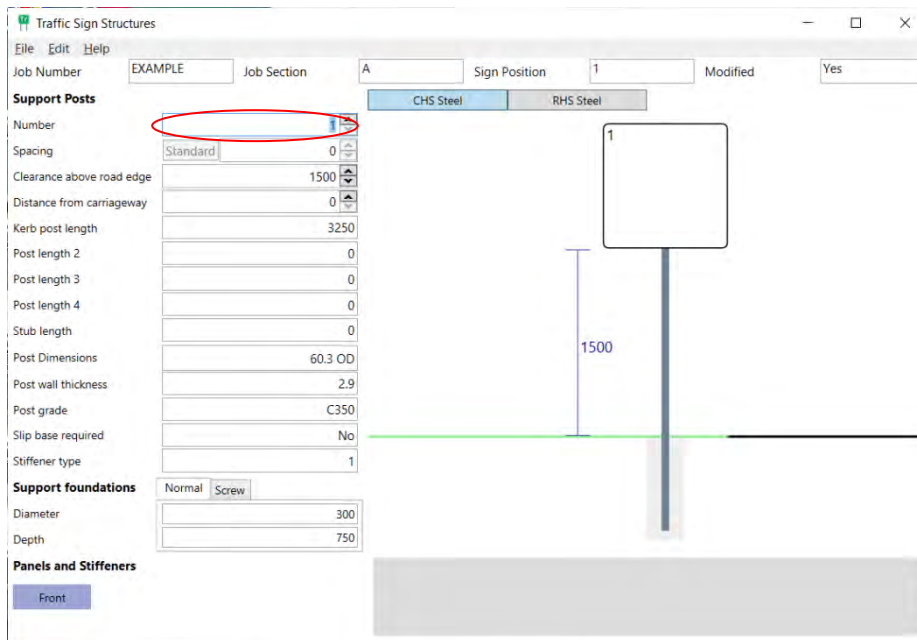 Traffic Sign Structures
File Edit Help
Job Number EXAMPLE Job Section A Sign Position 1 Modified Yes
Support Posts CHS Steel RHS Steel
Number 1
Spacing Standard 0
Clearance above road edge 1500
Distance from carriageway 0
Kerb post length 3250
Post length 2 0
Post length 3 0
Post length 4 0
Stub length 0
Post Dimensions 60.3 OD
Post wall thickness 2.9
Post grade C350
Slip base required No
Stiffener type 1
Support foundations Normal Screw
Diameter 300
Depth 750
Panels and Stiffeners
Front
1
1500